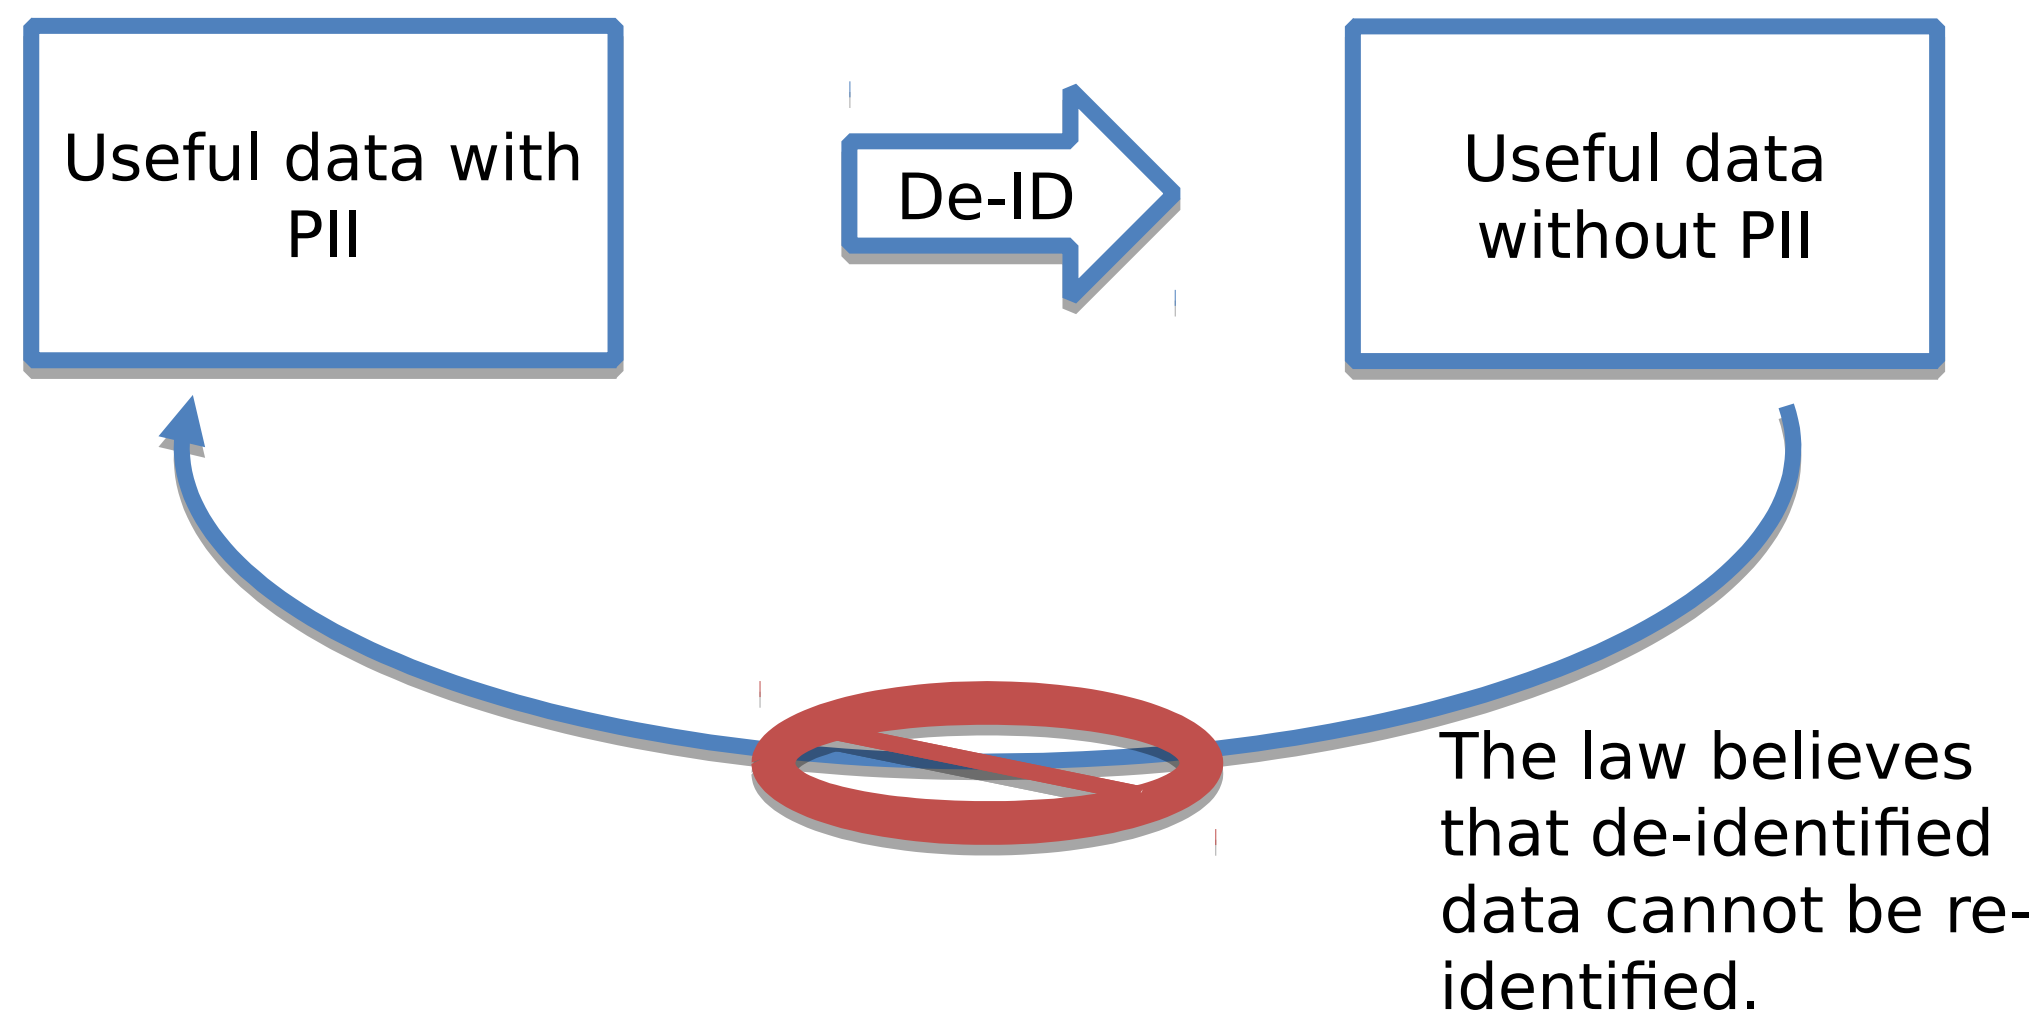 Useful data with
PII
De-ID
Useful data
without PII
The law believes
that de-identified
data cannot be re-
identified.